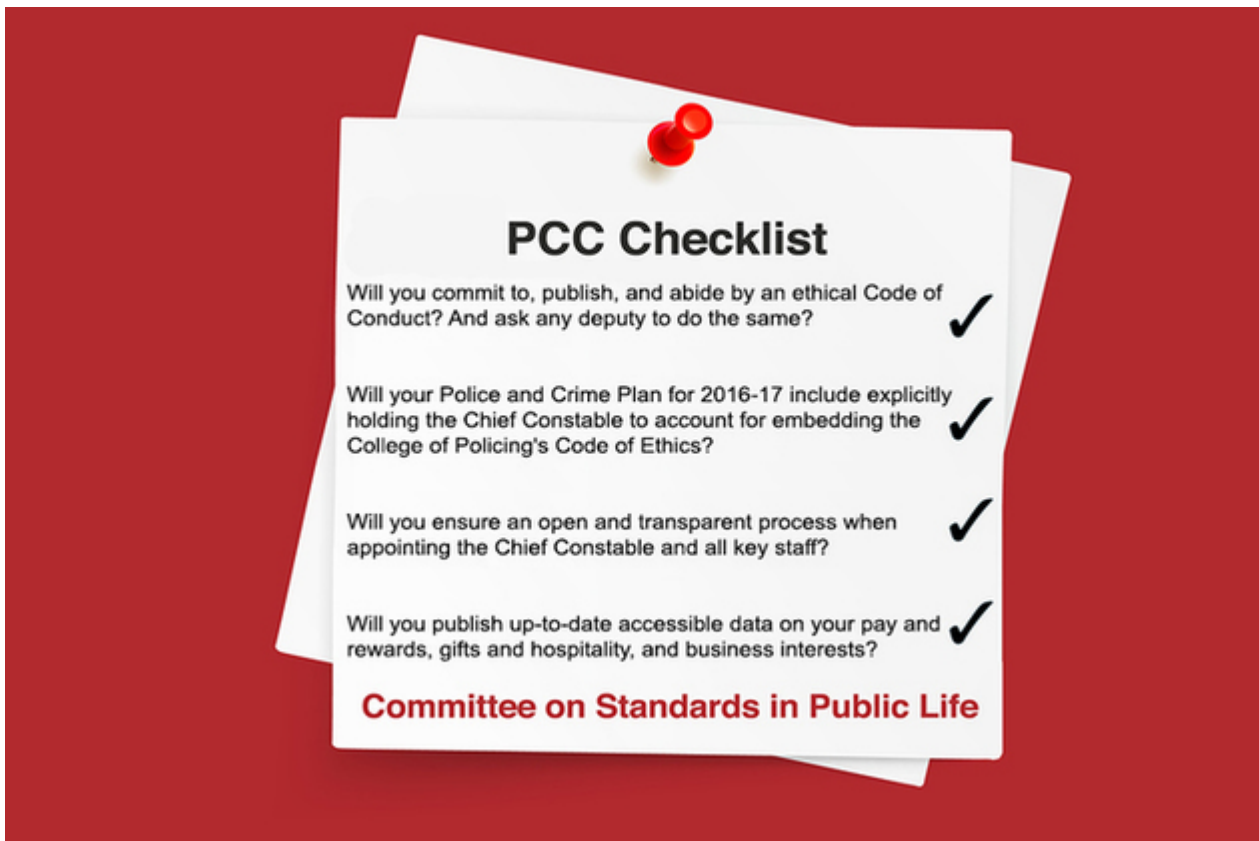 PCC Checklist
Will you commit to, publish, and abide by an ethical Code of
Conduct? And ask any deputy to do the same?
Will your Police and Crime Plan for 2016-17 include explicitly
holding the Chief Constable to account for embedding the
College of Policing's Code of Ethics?
Will you ensure an open and transparent process when
appointing the Chief Constable and all key staff?
Will you publish up-to-date accessible data on your pay and
rewards, gifts and hospitality, and business interests?
Committee on Standards in Public Life